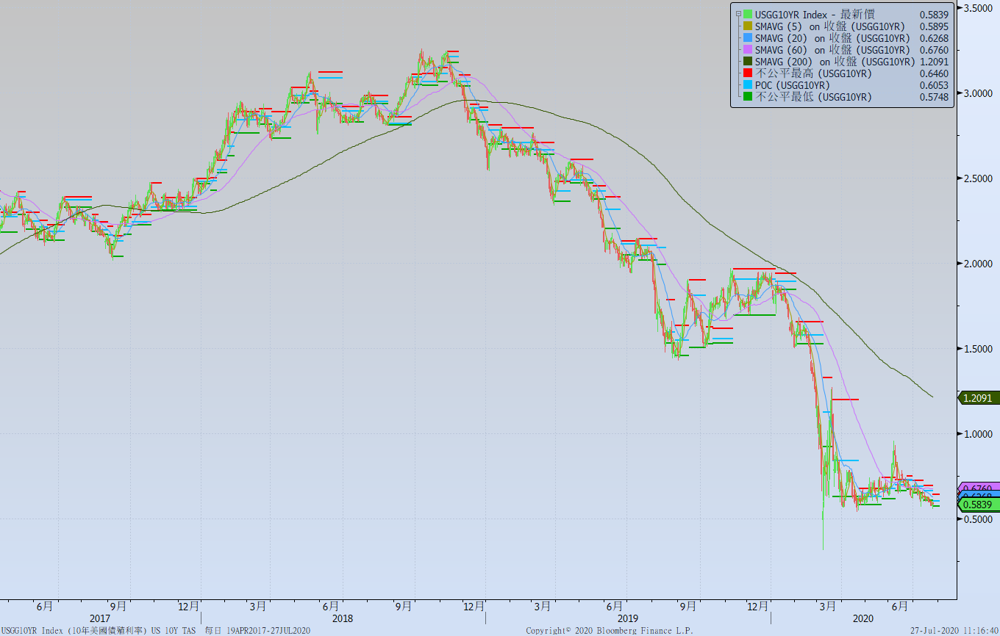 USGG10YR Index - 最新價 0.5839
SMAVG (5) on 收盤 (USGG10YR) 0.5895
SMAVG (20) on 收盤 (USGG10YR) 0.6268
SMAVG (60) on 收盤 (USGG10YR) 0.6760
SMAVG (200) on 收盤 (USGG10YR) 1.2091
不公平最高 (USGG10YR) 0.6460
POC (USGG10YR) 0.6053
不公平最低 (USGG10YR) 0.5748
3.5000
3.0000
2.5000
2.0000
1.5000
1.2091
1.0000
0.6760
0.6268
0.5839
0.5000
6月 9月 12月 3月 6月 9月 12月 3月 6月 9月 12月 3月 6月
2017 2018 2019 2020
USGG10YR Index (10年美國債殖利率) US 10Y TAS 每日 19APR2017-27JUL2020 Copyright© 2020 Bloomberg Finance L.P. 27-Jul-2020 11:16:40